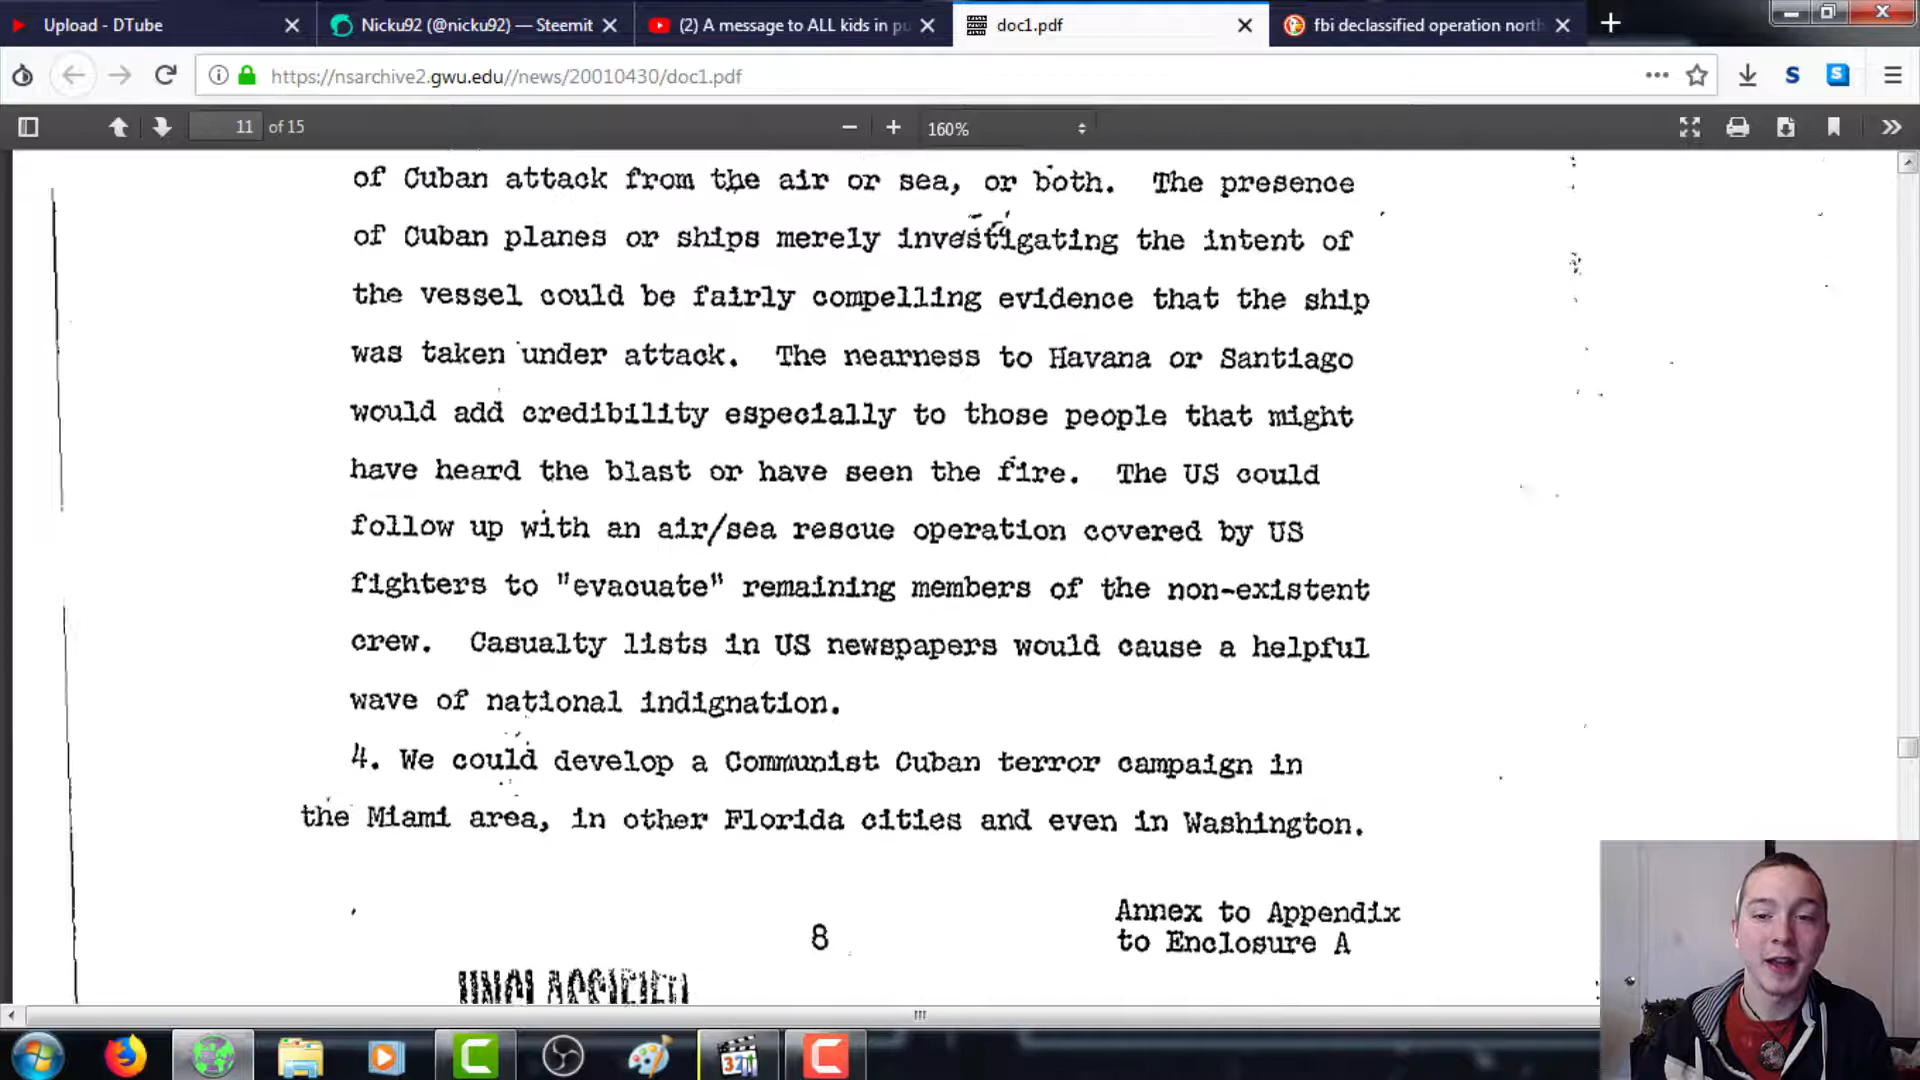 Upload - DTube
Nicku92 (@nicku92) — Steemit
(2) A message to ALL kids in pu
doc1.pdf
fbi declassified operation north
https://nsarchive2.gwu.edu//news/20010430/doc1.pdf
11 of 15
160%
of Cuban attack from the air or sea, or both. The presence
of Cuban planes or ships merely investigating the intent of
the vessel could be fairly compelling evidence that the ship
was taken under attack. The nearness to Havana or Santiago
would add credibility especially to those people that might
have heard the blast or have seen the fire. The US could
follow up with an air/sea rescue operation covered by US
fighters to "evacuate" remaining members of the non-existent
crew. Casualty lists in US newspapers would cause a helpful
wave of national indignation.
4. We could develop a Communist Cuban terror campaign in
the Miami area, in other Florida cities and even in Washington.
8
Annex to Appendix
to Enclosure A
UNCLASSIFIED
321